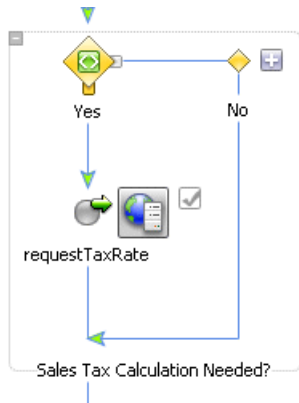 Yes
No
requestTaxRate
Sales Tax Calculation Needed?